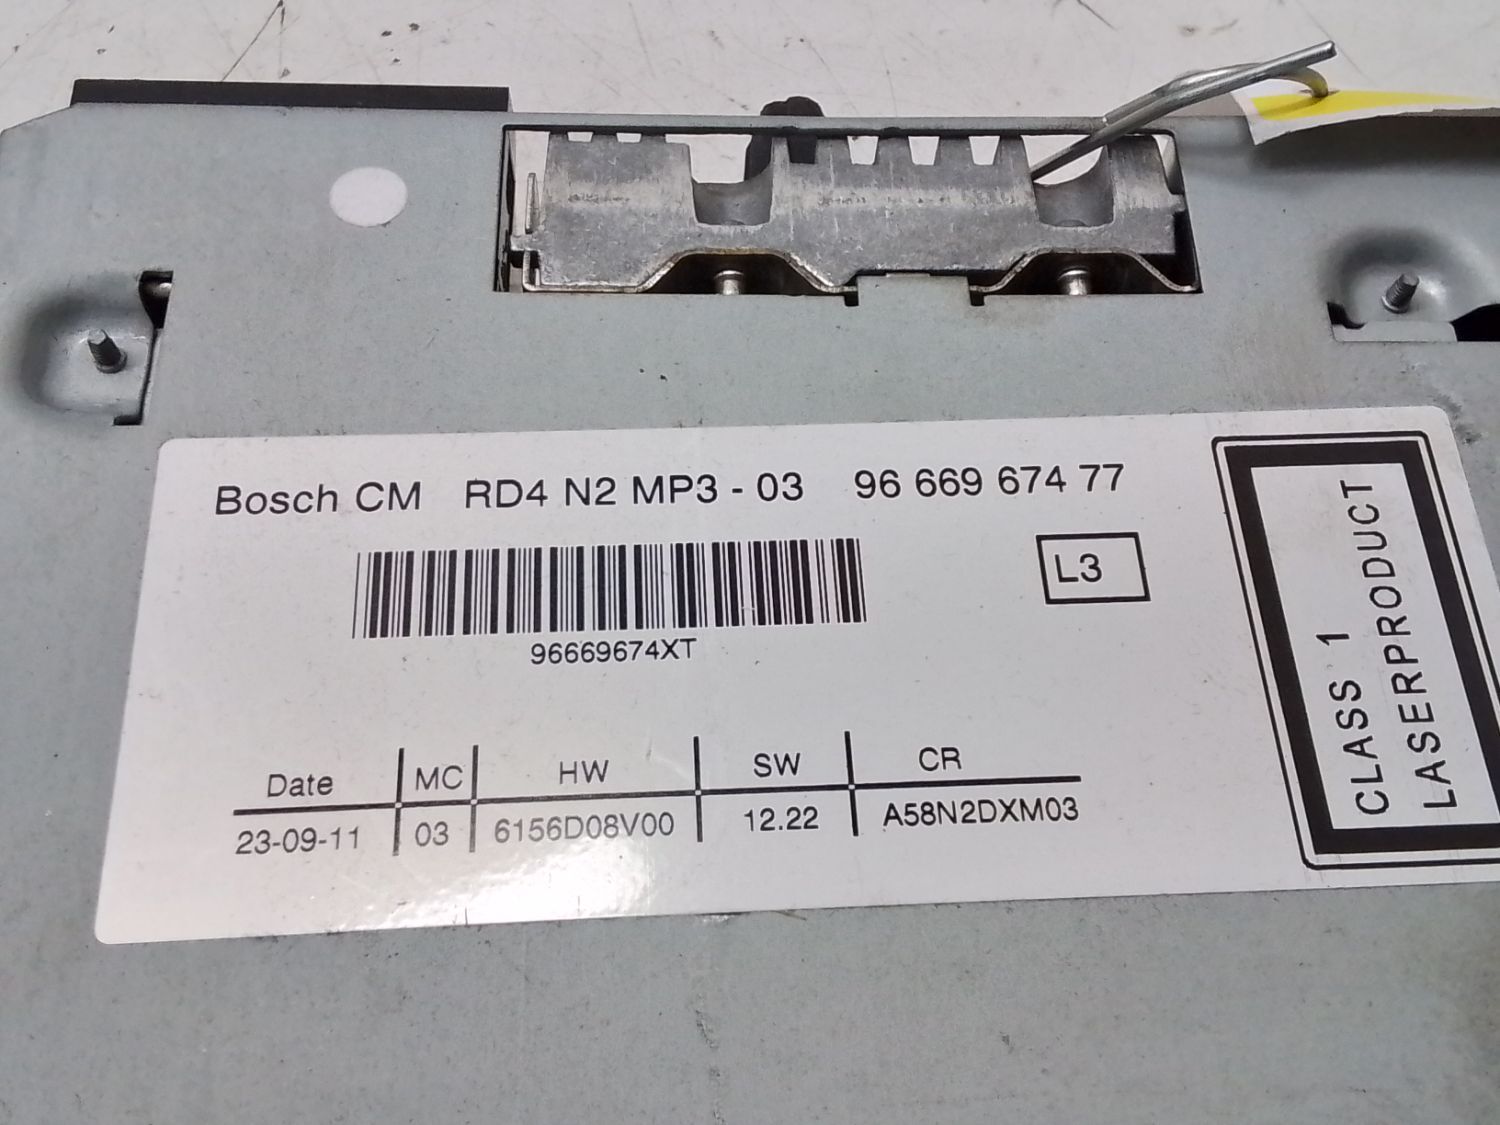 Bosch CM RD4 N2 MP3 - 03 96 669 674 77
L3
96669674XT
Date MC HW SW CR
23-09-11 03 6156D08V00 12.22 A58N2DXM03
CLASS 1
LASERPRODUCT